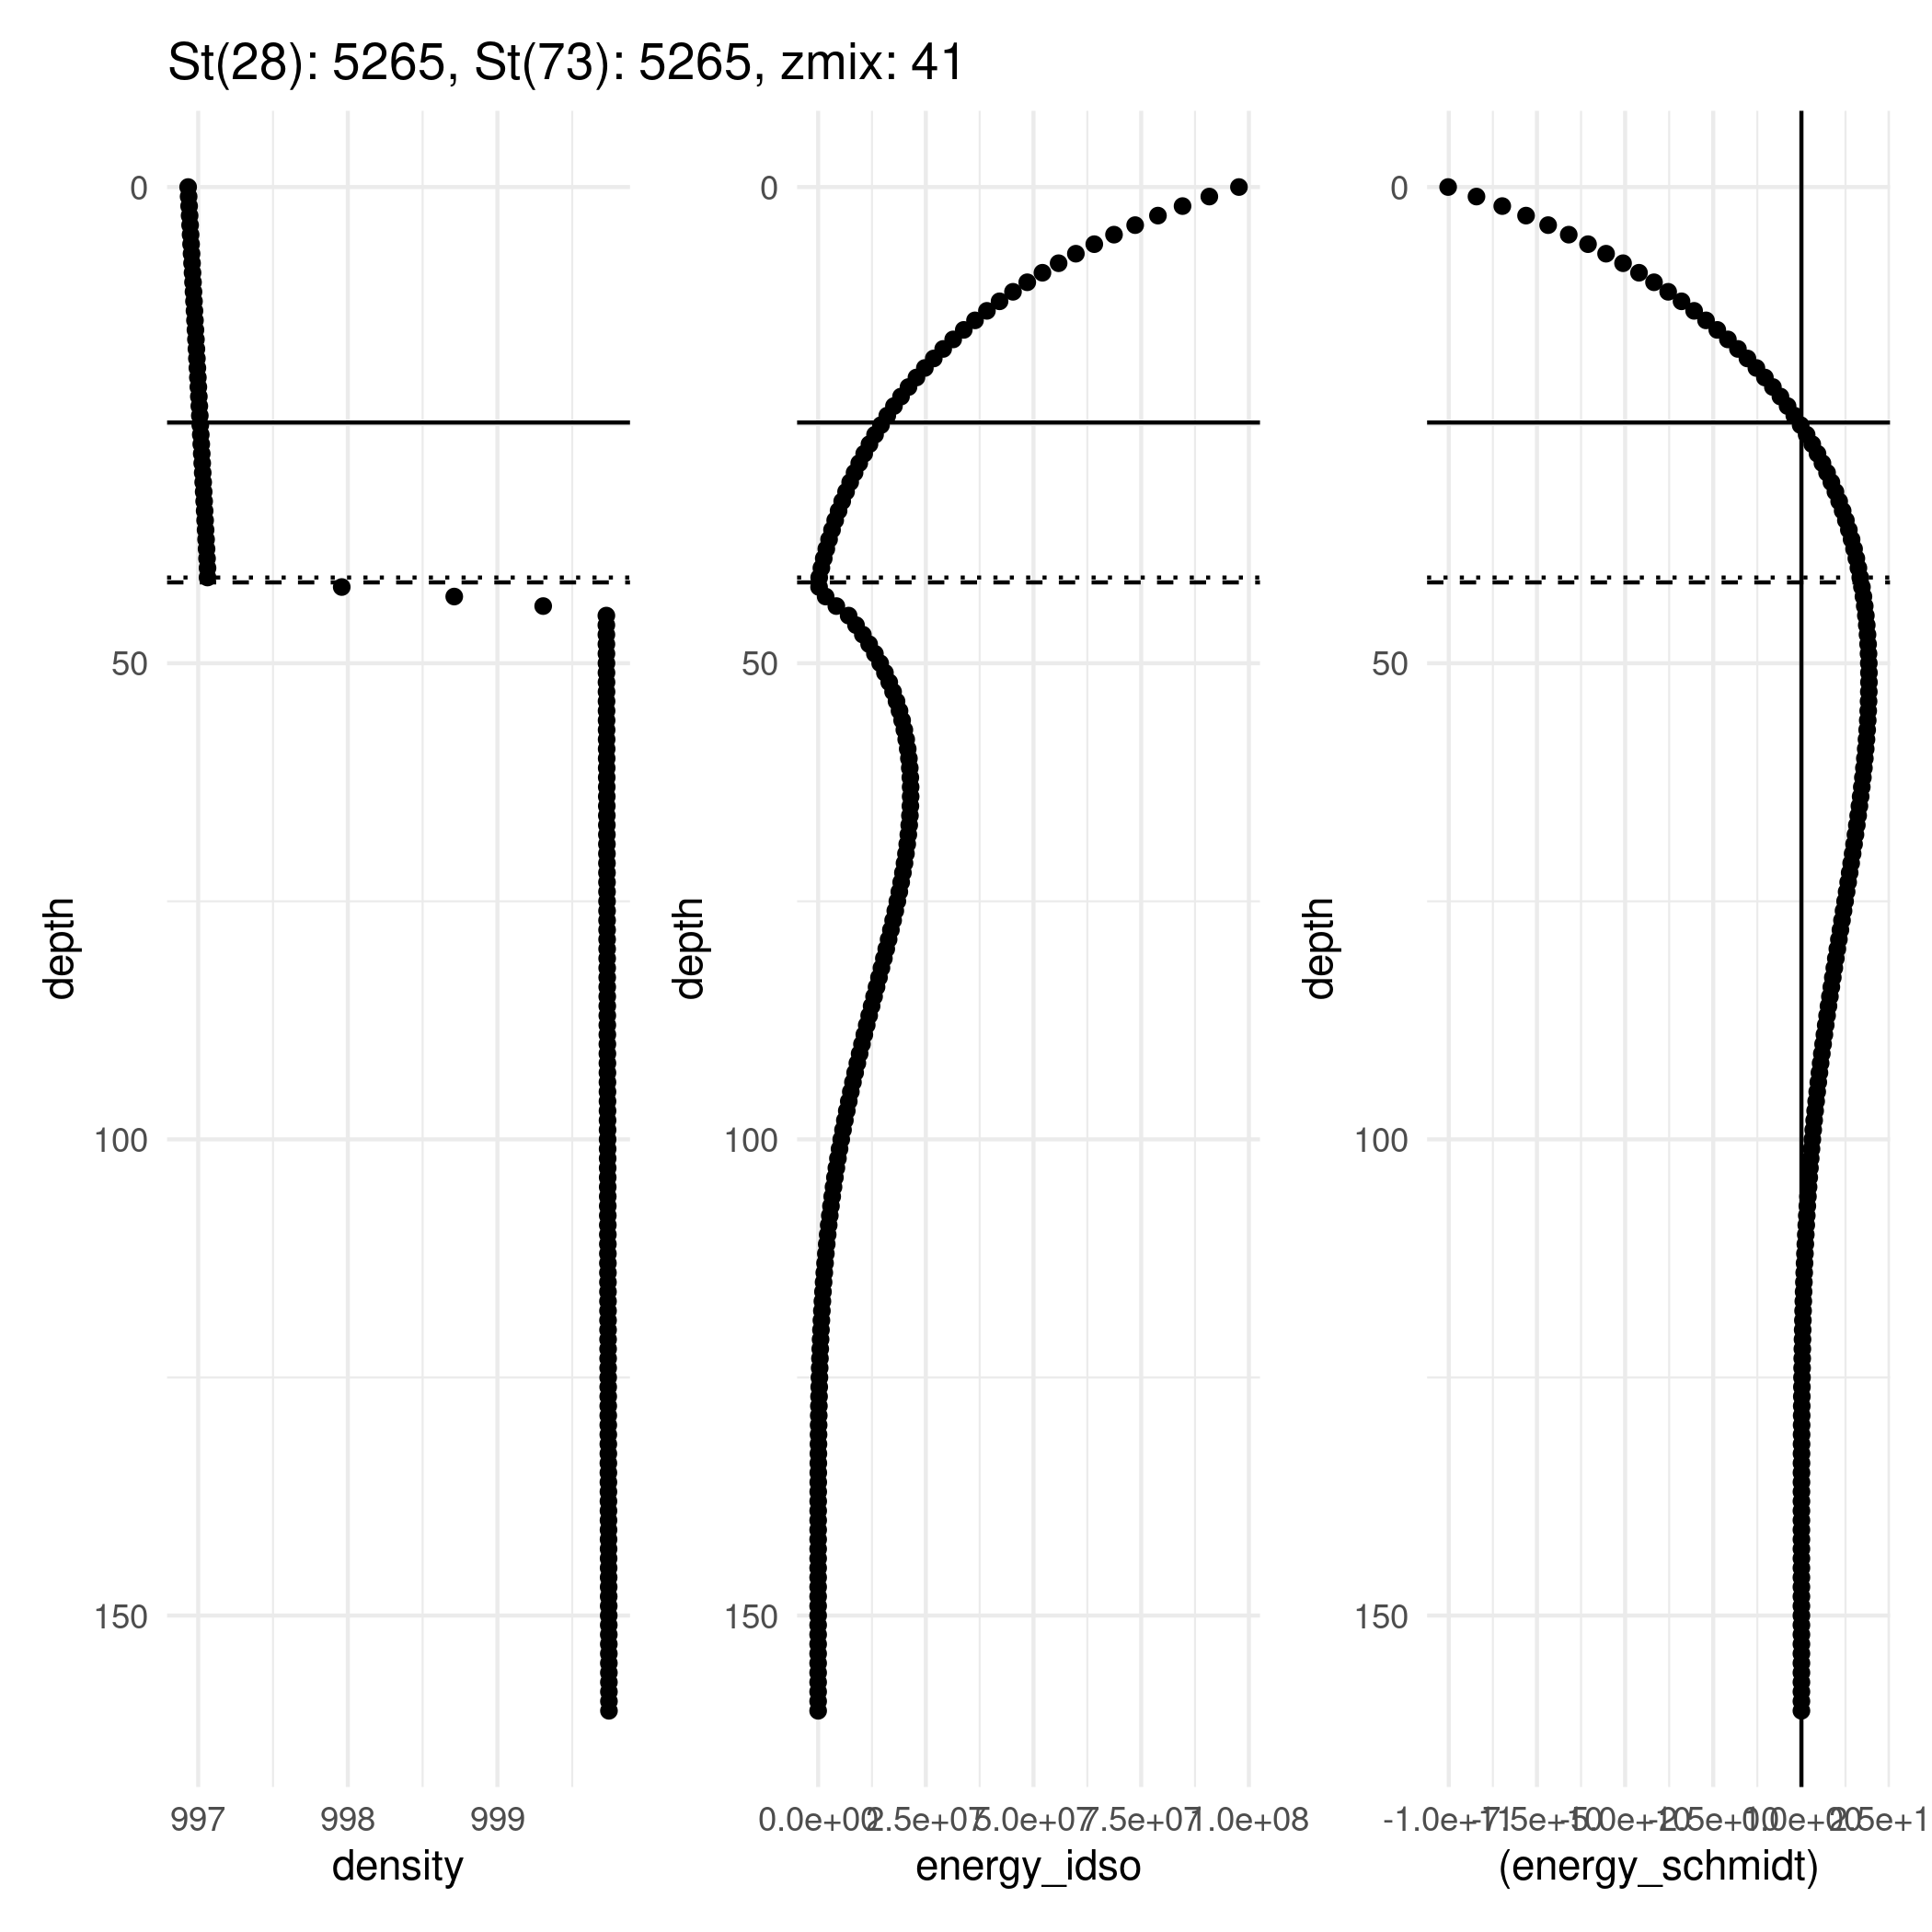 St(28): 5265, St(73): 5265, zmix: 41
0
50
100
150
depth
997
998
999
density
0
50
100
150
depth
0.0e+00
2.5e+07
5.0e+07
7.5e+07
1.0e+08
energy_idso
0
50
100
150
depth
(energy_schmidt)